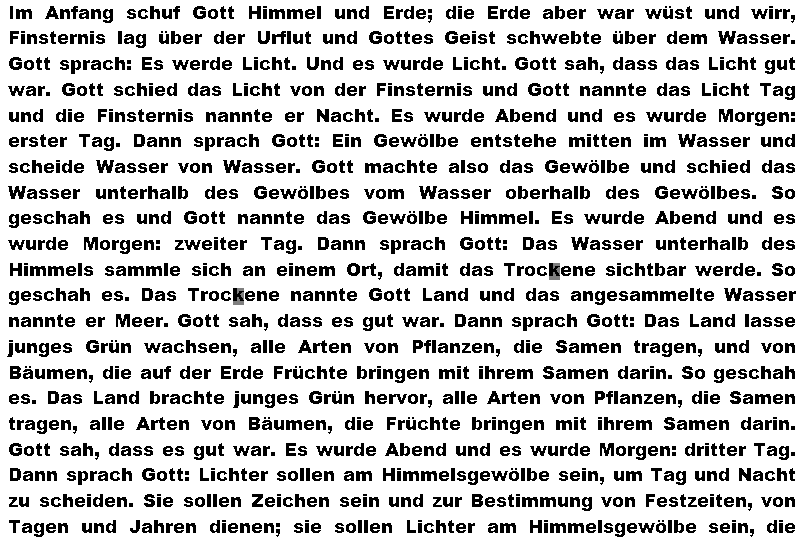 Im Anfang schuf Gott Himmel und Erde; die Erde aber war wüst und wirr,
Finsternis lag über der Urflut und Gottes Geist schwebte über dem Wasser.
Gott sprach: Es werde Licht. Und es wurde Licht. Gott sah, dass das Licht gut
war. Gott schied das Licht von der Finsternis und Gott nannte das Licht Tag
und die Finsternis nannte er Nacht. Es wurde Abend und es wurde Morgen:
erster Tag. Dann sprach Gott: Ein Gewölbe entstehe mitten im Wasser und
scheide Wasser von Wasser. Gott machte also das Gewölbe und schied das
Wasser unterhalb des Gewölbes vom Wasser oberhalb des Gewölbes. So
geschah es und Gott nannte das Gewölbe Himmel. Es wurde Abend und es
wurde Morgen: zweiter Tag. Dann sprach Gott: Das Wasser unterhalb des
Himmels sammle sich an einem Ort, damit das Trockene sichtbar werde. So
geschah es. Das Trockene nannte Gott Land und das angesammelte Wasser
nannte er Meer. Gott sah, dass es gut war. Dann sprach Gott: Das Land lasse
junges Grün wachsen, alle Arten von Pflanzen, die Samen tragen, und von
Bäumen, die auf der Erde Früchte bringen mit ihrem Samen darin. So geschah
es. Das Land brachte junges Grün hervor, alle Arten von Pflanzen, die Samen
tragen, alle Arten von Bäumen, die Früchte bringen mit ihrem Samen darin.
Gott sah, dass es gut war. Es wurde Abend und es wurde Morgen: dritter Tag.
Dann sprach Gott: Lichter sollen am Himmelsgewölbe sein, um Tag und Nacht
zu scheiden. Sie sollen Zeichen sein und zur Bestimmung von Festzeiten, von
Tagen und Jahren dienen; sie sollen Lichter am Himmelsgewölbe sein, die